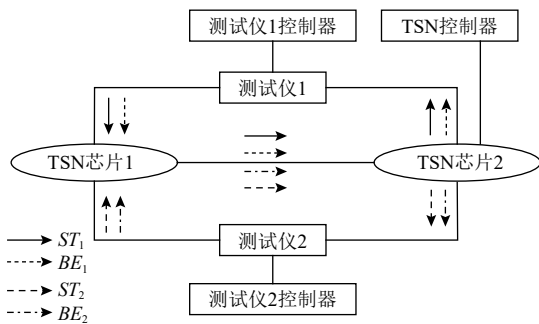 测试仪1控制器
TSN控制器
测试仪1
TSN芯片1
TSN芯片2
测试仪2
测试仪2控制器
ST₁
BE₁
ST₂
BE₂